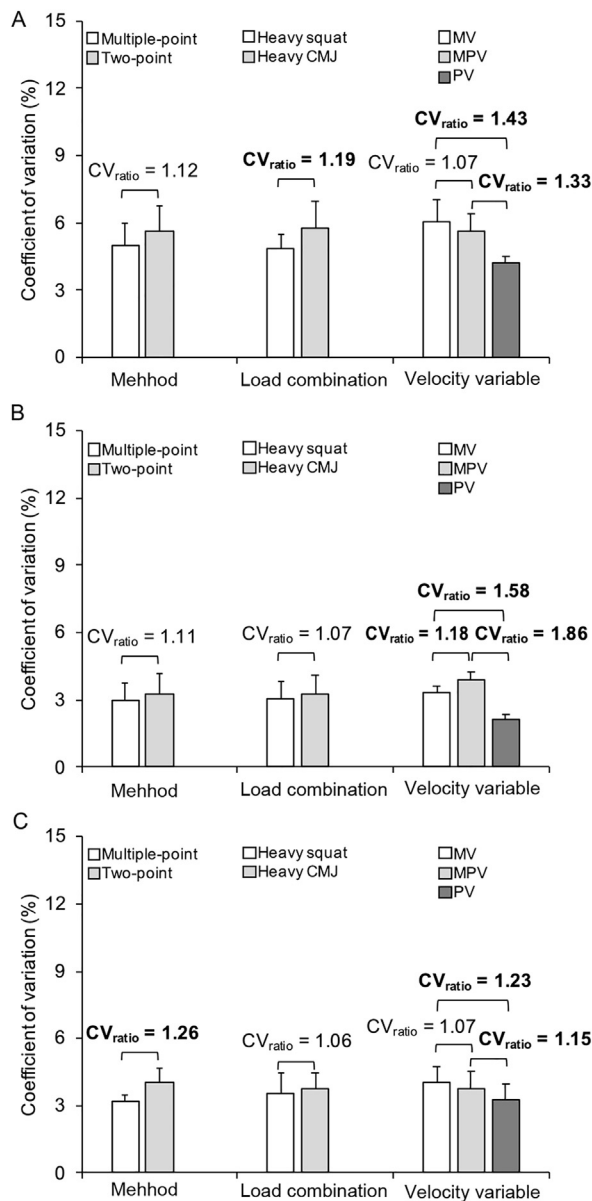 A
15
12
9
6
3
0
Coefficient of variation (%)
Multiple-point
Two-point
Heavy squat
Heavy CMJ
MV
MPV
PV
CVratio = 1.12
CVratio = 1.19
CVratio = 1.43
CVratio = 1.07
CVratio = 1.33
Mehhod
Load combination
Velocity variable
B
15
12
9
6
3
0
Coefficient of variation (%)
Multiple-point
Two-point
Heavy squat
Heavy CMJ
MV
MPV
PV
CVratio = 1.11
CVratio = 1.07
CVratio = 1.58
CVratio = 1.18
CVratio = 1.86
Mehhod
Load combination
Velocity variable
C
15
12
9
6
3
0
Coefficient of variation (%)
Multiple-point
Two-point
Heavy squat
Heavy CMJ
MV
MPV
PV
CVratio = 1.26
CVratio = 1.06
CVratio = 1.23
CVratio = 1.07
CVratio = 1.15
Mehhod
Load combination
Velocity variable